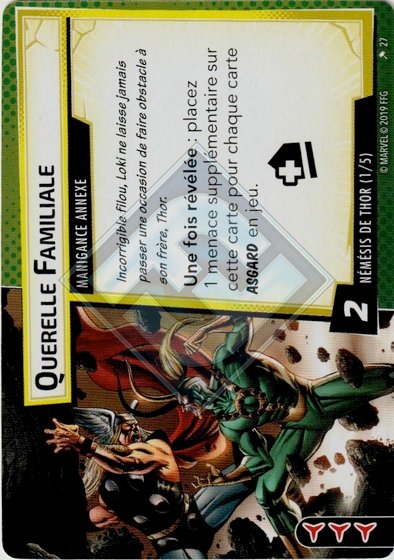 QUERELLE FAMILIALE
MANIGANCE ANNEXE
Incorrigible filou, Loki ne laisse jamais
passer une occasion de faire obstacle à
son frère, Thor.
Une fois révélée : placez
1 menace supplémentaire sur
cette carte pour chaque carte
ASGARD en jeu.
2
NÉMÉSIS DE THOR (1/5)
© MARVEL © 2019 FFG
27